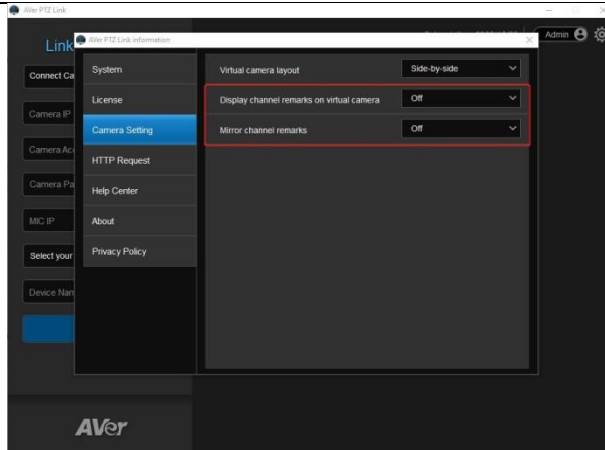 AVer PTZ Link
Admin
Link
AVer PTZ Link information
Connect Ca
Camera IP
Camera Acc
Camera Pa
MIC IP
Select your
Device Nam
System
License
Camera Setting
HTTP Request
Help Center
About
Privacy Policy
Virtual camera layout
Side-by-side
Display channel remarks on virtual camera
Off
Mirror channel remarks
Off
AVer